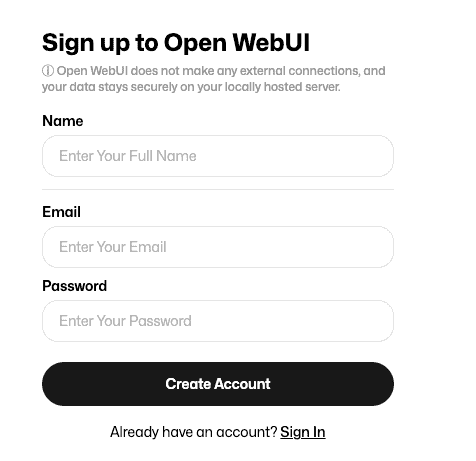 Sign up to Open WebUI
ⓘ Open WebUI does not make any external connections, and
your data stays securely on your locally hosted server.
Name
Enter Your Full Name
Email
Enter Your Email
Password
Enter Your Password
Create Account
Already have an account? Sign In